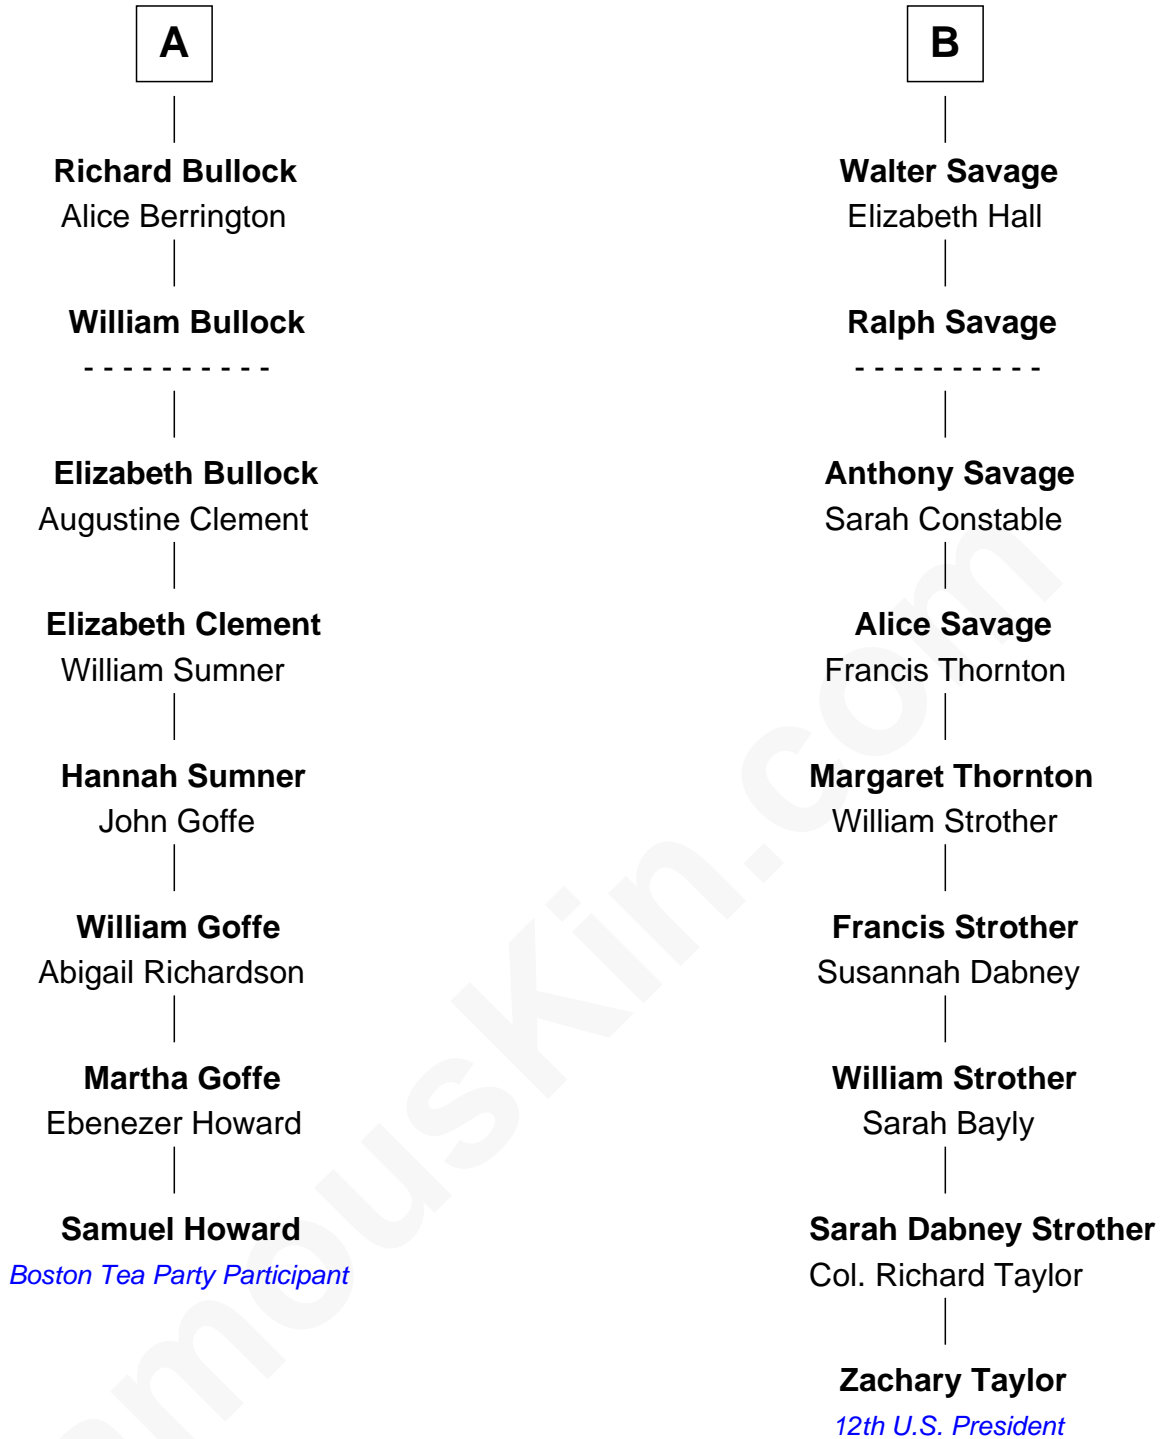 A
Richard Bullock
Alice Berrington
William Bullock
- - - - - - - - - -
Elizabeth Bullock
Augustine Clement
Elizabeth Clement
William Sumner
Hannah Sumner
John Goffe
William Goffe
Abigail Richardson
Martha Goffe
Ebenezer Howard
Samuel Howard
Boston Tea Party Participant
B
Walter Savage
Elizabeth Hall
Ralph Savage
- - - - - - - - - -
Anthony Savage
Sarah Constable
Alice Savage
Francis Thornton
Margaret Thornton
William Strother
Francis Strother
Susannah Dabney
William Strother
Sarah Bayly
Sarah Dabney Strother
Col. Richard Taylor
Zachary Taylor
12th U.S. President
amouskin.com